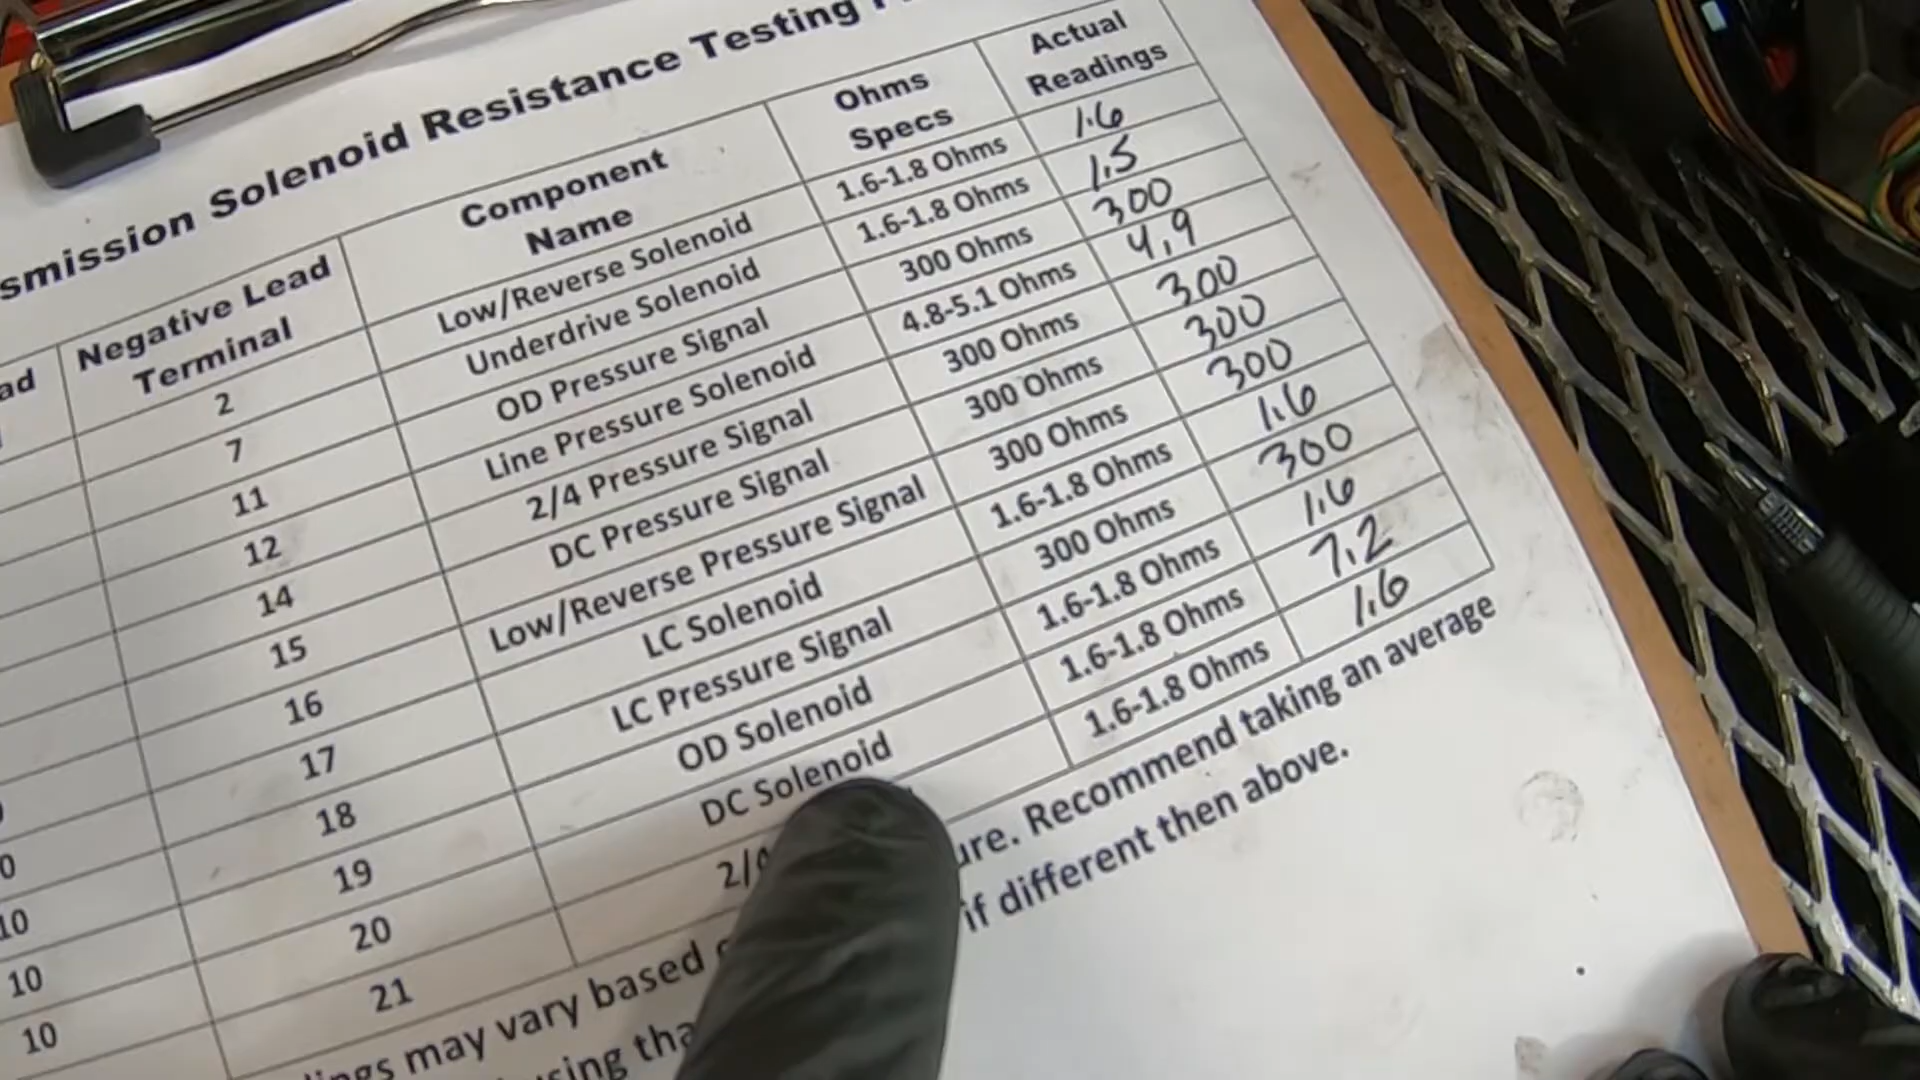 smission Solenoid Resistance Testing
ad Negative Lead Terminal Component Name Ohms Specs Actual Readings
2 Low/Reverse Solenoid 1.6-1.8 Ohms 1.6
7 Underdrive Solenoid 1.6-1.8 Ohms 1.5
11 OD Pressure Signal 300 Ohms 300
12 Line Pressure Solenoid 4.8-5.1 Ohms 4.9
14 2/4 Pressure Signal 300 Ohms 300
15 DC Pressure Signal 300 Ohms 300
16 Low/Reverse Pressure Signal 300 Ohms 300
17 LC Solenoid 1.6-1.8 Ohms 1.6
18 LC Pressure Signal 300 Ohms 300
0 19 OD Solenoid 1.6-1.8 Ohms 1.6
10 20 DC Solenoid 1.6-1.8 Ohms 7.2
10 21 2/4 1.6-1.8 Ohms 1.6
10
ings may vary based ure. Recommend taking an average
using tha if different then above.